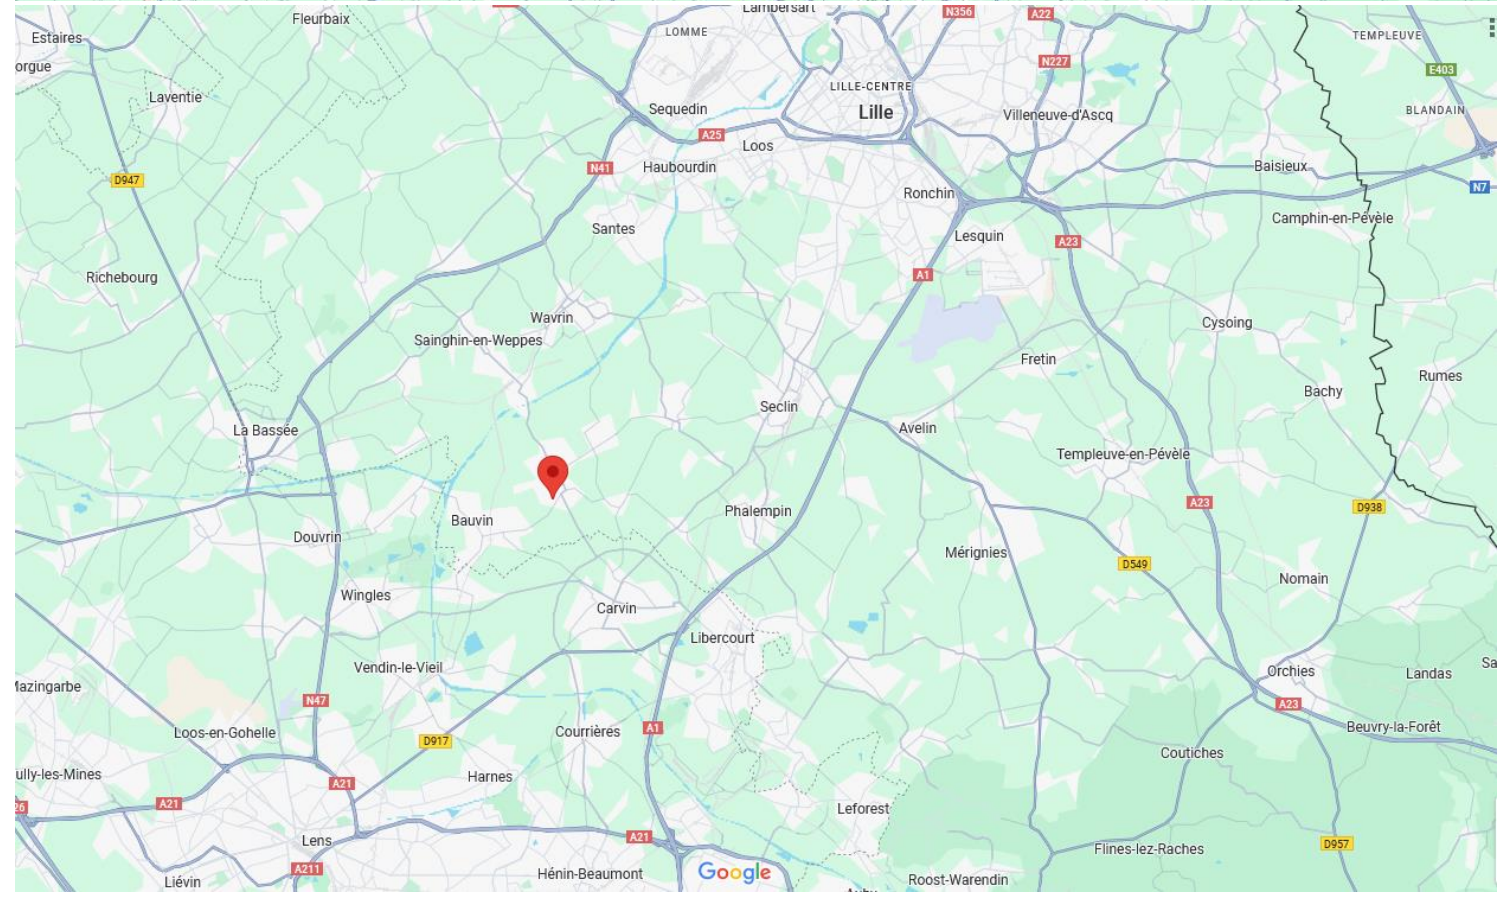 Lambersart
N356
A22
Fleurbaix
Estaires
LOMME
TEMPLEUVE
orgue
N227
E403
LILLE-CENTRE
Laventie
Sequedin
Lille
Villeneuve-d'Ascq
BLANDAIN
A25
Loos
N41
Haubourdin
Baisieux
D947
Ronchin
N7
Santes
Lesquin
Camphin-en-Pévèle
A23
Richebourg
A1
Wavrin
Cysoing
Sainghin-en-Weppes
Fretin
Rumes
Bachy
Seclin
La Bassée
Avelin
Templeuve-en-Pévèle
A23
D938
Bauvin
Phalempin
Douvrin
Mérignies
D549
Nomain
Wingles
Carvin
Libercourt
Vendin-le-Vieil
Sa
Orchies
Landas
Mazingarbe
N47
A23
Loos-en-Gohelle
D917
Courrières
A1
Beuvry-la-Forêt
Coutiches
ully-les-Mines
A21
Harnes
26
A21
Leforest
Lens
A21
D957
Flines-lez-Raches
A211
Hénin-Beaumont
Google
Liévin
Roost-Warendin